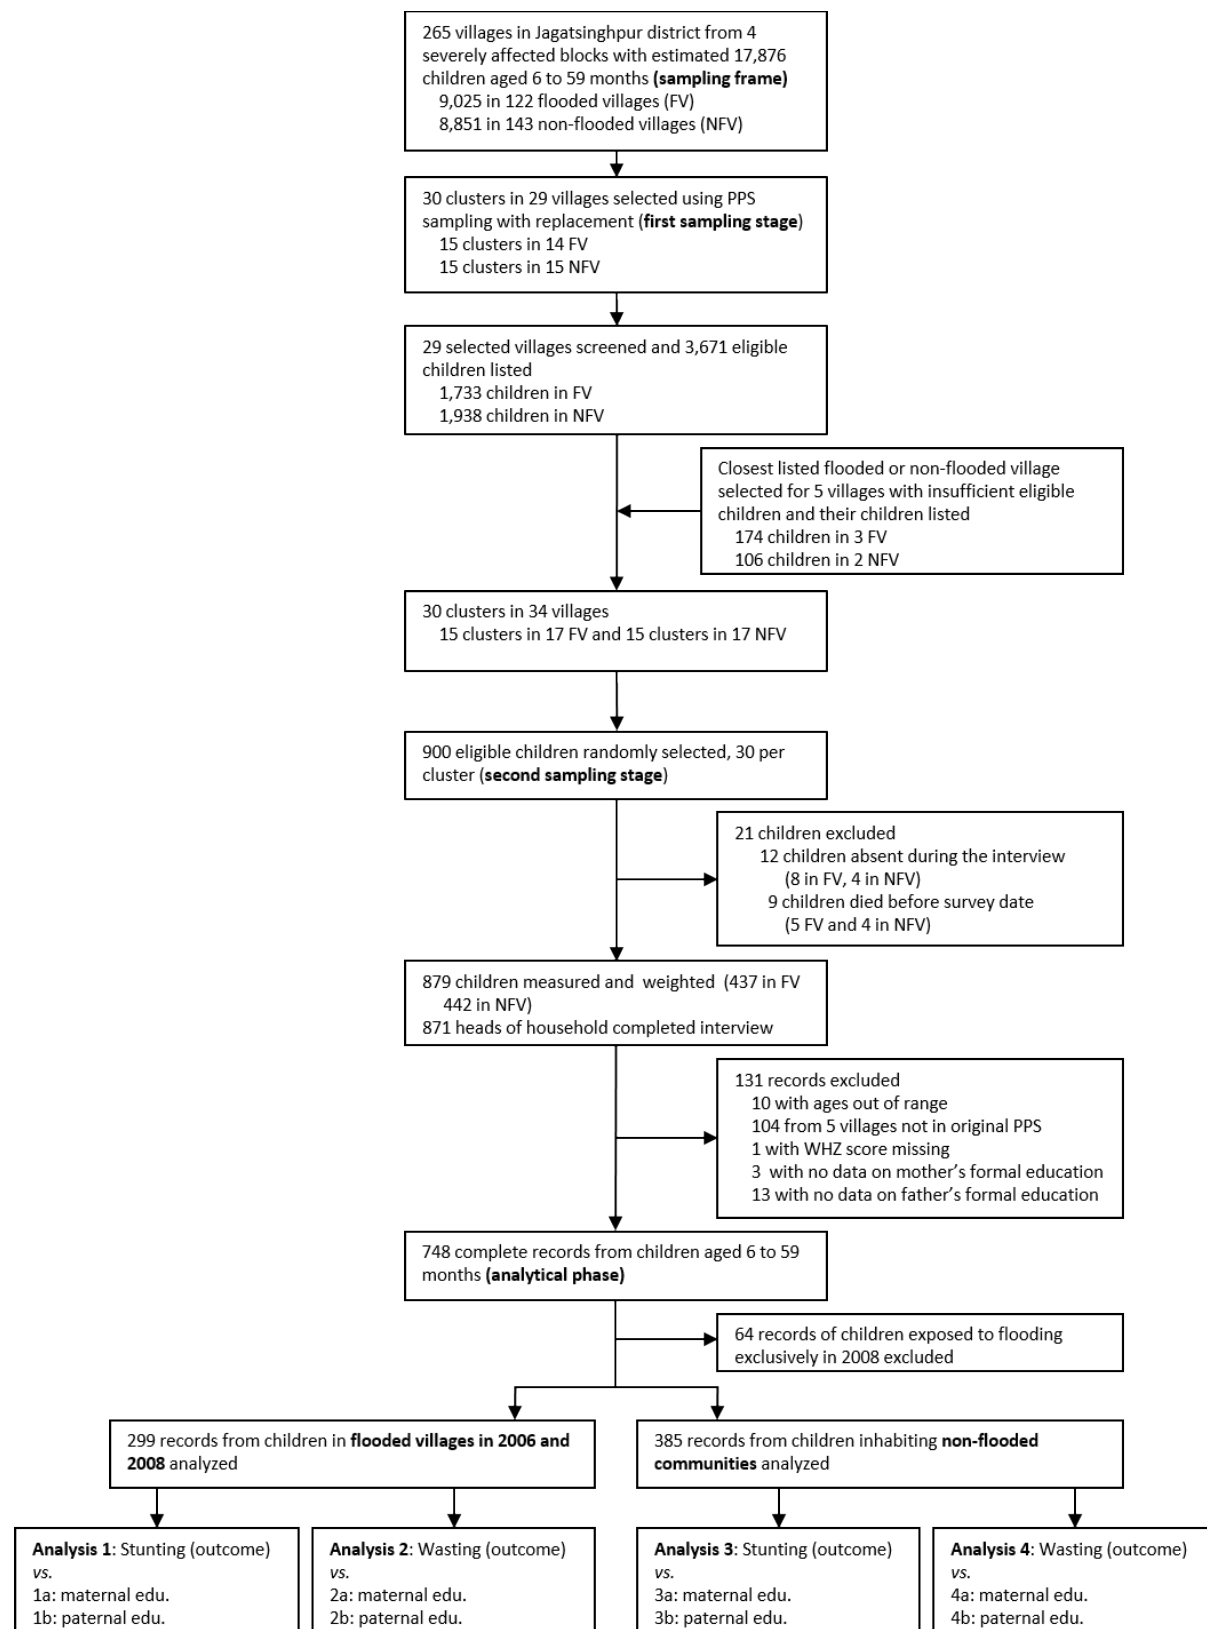 265 villages in Jagatsinghpur district from 4
severely affected blocks with estimated 17,876
children aged 6 to 59 months (sampling frame)
9,025 in 122 flooded villages (FV)
8,851 in 143 non-flooded villages (NFV)
30 clusters in 29 villages selected using PPS
sampling with replacement (first sampling stage)
15 clusters in 14 FV
15 clusters in 15 NFV
29 selected villages screened and 3,671 eligible
children listed
1,733 children in FV
1,938 children in NFV
Closest listed flooded or non-flooded village
selected for 5 villages with insufficient eligible
children and their children listed
174 children in 3 FV
106 children in 2 NFV
30 clusters in 34 villages
15 clusters in 17 FV and 15 clusters in 17 NFV
900 eligible children randomly selected, 30 per
cluster (second sampling stage)
21 children excluded
12 children absent during the interview
(8 in FV, 4 in NFV)
9 children died before survey date
(5 FV and 4 in NFV)
879 children measured and weighted (437 in FV
442 in NFV)
871 heads of household completed interview
131 records excluded
10 with ages out of range
104 from 5 villages not in original PPS
1 with WHZ score missing
3 with no data on mother's formal education
13 with no data on father's formal education
748 complete records from children aged 6 to 59
months (analytical phase)
64 records of children exposed to flooding
exclusively in 2008 excluded
299 records from children in flooded villages in 2006 and
2008 analyzed
385 records from children inhabiting non-flooded
communities analyzed
Analysis 1: Stunting (outcome)
vs.
1a: maternal edu.
1b: paternal edu.
Analysis 2: Wasting (outcome)
vs.
2a: maternal edu.
2b: paternal edu.
Analysis 3: Stunting (outcome)
vs.
3a: maternal edu.
3b: paternal edu.
Analysis 4: Wasting (outcome)
vs.
4a: maternal edu.
4b: paternal edu.